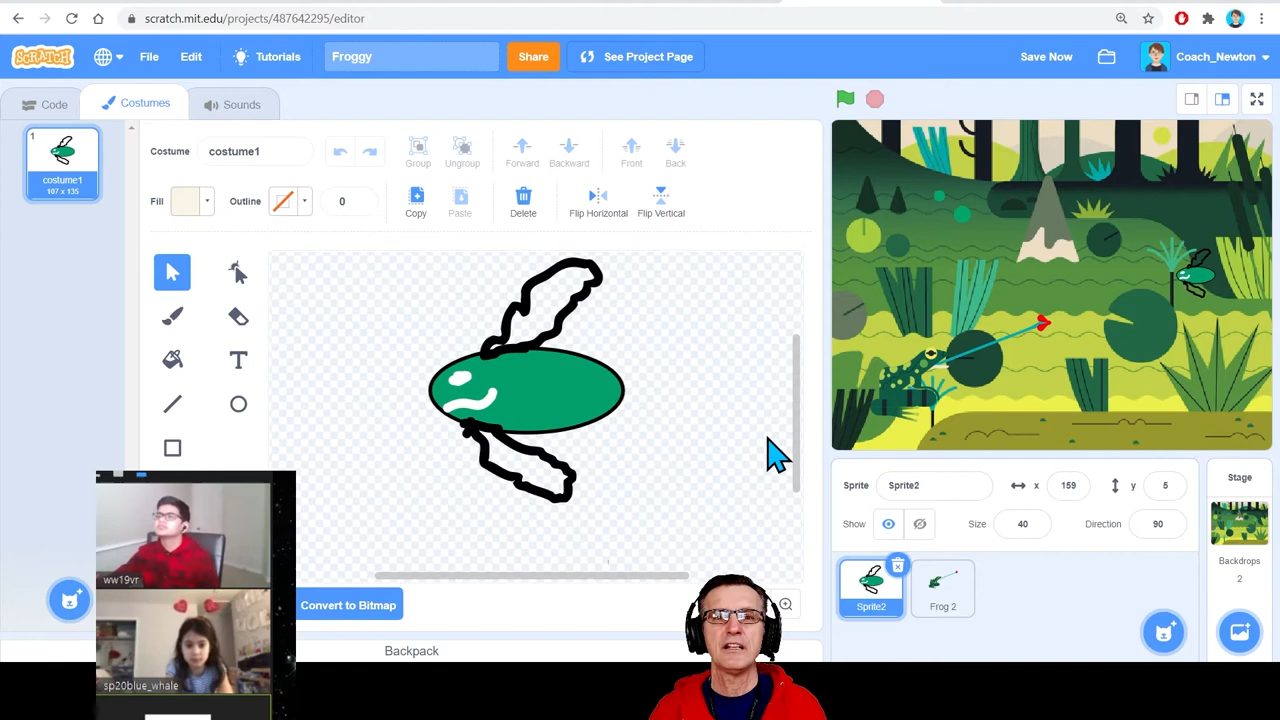 scratch.mit.edu/projects/487642295/editor
SCRATCH File Edit Tutorials Froggy Share See Project Page Save Now Coach_Newton
Code Costumes Sounds
1
costume1
107 x 135
Costume costume1 Group Ungroup Forward Backward Front Back
Fill Outline 0 Copy Paste Delete Flip Horizontal Flip Vertical
T
Convert to Bitmap
Backpack
Sprite Sprite2 x 159 y 5
Show Size 40 Direction 90
Sprite2 Frog 2
Stage
Backdrops
2
ww19vr
sp20blue_whale